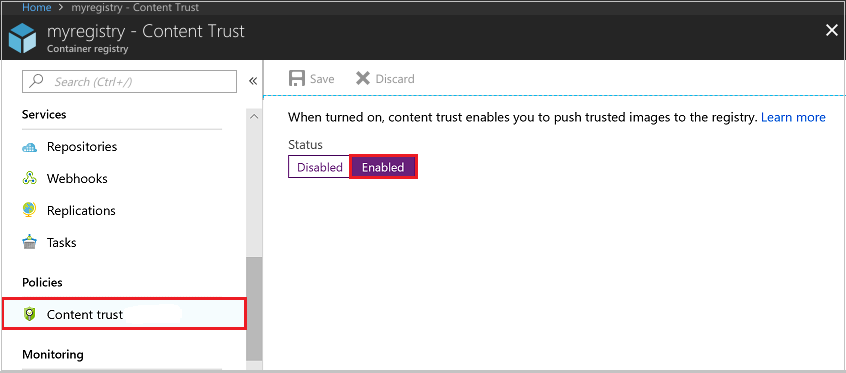 Home > myregistry - Content Trust
myregistry - Content Trust
Container registry
Search (Ctrl+/)
Services
Repositories
Webhooks
Replications
Tasks
Policies
Content trust
Monitoring
Save Discard
When turned on, content trust enables you to push trusted images to the registry. Learn more
Status
Disabled Enabled